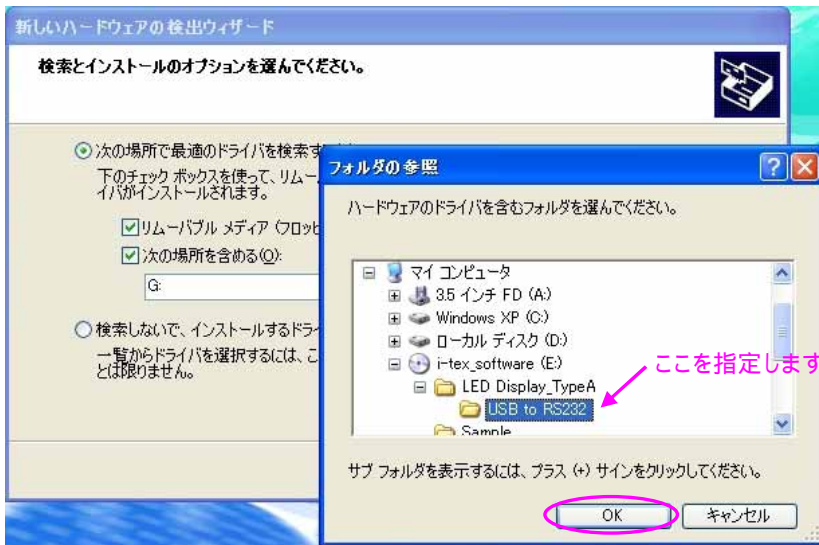 新しいハードウェアの検出ウィザード
検索とインストールのオプションを選んでください。
次の場所で最適のドライバを検索す
下のチェック ボックスを使って、リムー
イバがインストールされます。
リムーバブル メディア (フロッピ
次の場所を含める(O):
G:
検索しないで、インストールするドラ
一覧からドライバを選択するには、こ
とは限りません。
フォルダの参照
ハードウェアのドライバを含むフォルダを選んでください。
マイ コンピュータ
3.5 インチ FD (A:)
Windows XP (C:)
ローカル ディスク (D:)
i-tex_software (E:)
LED Display_TypeA
USB to RS232
Sample
ここを指定します
サブ フォルダを表示するには、プラス (+) サインをクリックしてください。
OK
キャンセル